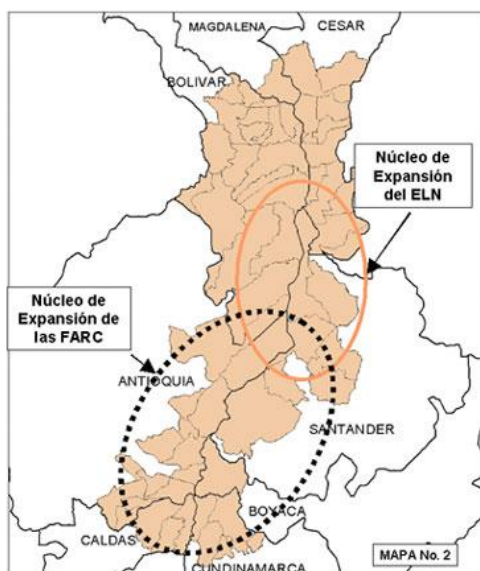 MAGDALENA
CESAR
BOLIVAR
Núcleo de
Expansión
del ELN
Núcleo de
Expansión de
las FARC
ANTIOQUIA
SANTANDER
BOYACA
CALDAS
CUNDINAMARCA
MAPA No. 2